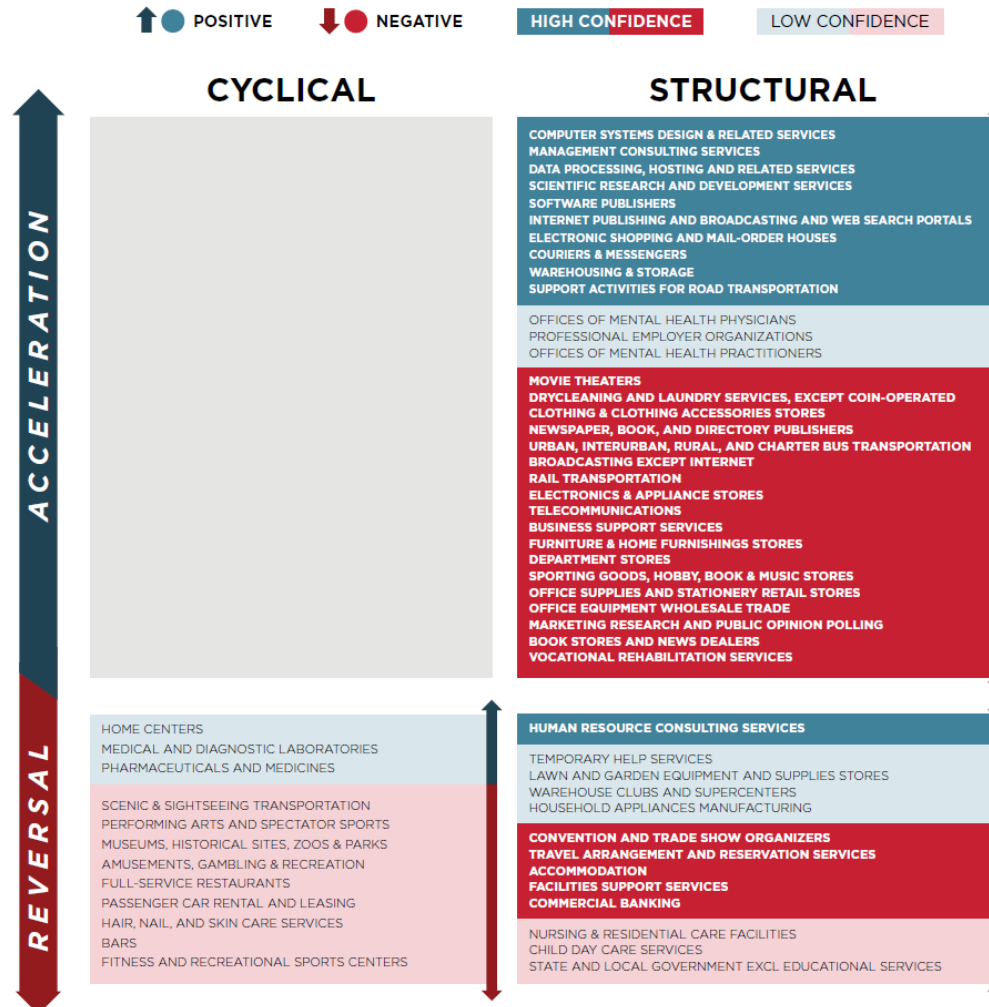 POSITIVE
NEGATIVE
HIGH CONFIDENCE
LOW CONFIDENCE
CYCLICAL
STRUCTURAL
ACCELERATION
COMPUTER SYSTEMS DESIGN & RELATED SERVICES
MANAGEMENT CONSULTING SERVICES
DATA PROCESSING, HOSTING AND RELATED SERVICES
SCIENTIFIC RESEARCH AND DEVELOPMENT SERVICES
SOFTWARE PUBLISHERS
INTERNET PUBLISHING AND BROADCASTING AND WEB SEARCH PORTALS
ELECTRONIC SHOPPING AND MAIL-ORDER HOUSES
COURIERS & MESSENGERS
WAREHOUSING & STORAGE
SUPPORT ACTIVITIES FOR ROAD TRANSPORTATION
OFFICES OF MENTAL HEALTH PHYSICIANS
PROFESSIONAL EMPLOYER ORGANIZATIONS
OFFICES OF MENTAL HEALTH PRACTITIONERS
MOVIE THEATERS
DRYCLEANING AND LAUNDRY SERVICES, EXCEPT COIN-OPERATED
CLOTHING & CLOTHING ACCESSORIES STORES
NEWSPAPER, BOOK, AND DIRECTORY PUBLISHERS
URBAN, INTERURBAN, RURAL, AND CHARTER BUS TRANSPORTATION
BROADCASTING EXCEPT INTERNET
RAIL TRANSPORTATION
ELECTRONICS & APPLIANCE STORES
TELECOMMUNICATIONS
BUSINESS SUPPORT SERVICES
FURNITURE & HOME FURNISHINGS STORES
DEPARTMENT STORES
SPORTING GOODS, HOBBY, BOOK & MUSIC STORES
OFFICE SUPPLIES AND STATIONERY RETAIL STORES
OFFICE EQUIPMENT WHOLESALE TRADE
MARKETING RESEARCH AND PUBLIC OPINION POLLING
BOOK STORES AND NEWS DEALERS
VOCATIONAL REHABILITATION SERVICES
REVERSAL
HOME CENTERS
MEDICAL AND DIAGNOSTIC LABORATORIES
PHARMACEUTICALS AND MEDICINES
SCENIC & SIGHTSEEING TRANSPORTATION
PERFORMING ARTS AND SPECTATOR SPORTS
MUSEUMS, HISTORICAL SITES, ZOOS & PARKS
AMUSEMENTS, GAMBLING & RECREATION
FULL-SERVICE RESTAURANTS
PASSENGER CAR RENTAL AND LEASING
HAIR, NAIL, AND SKIN CARE SERVICES
BARS
FITNESS AND RECREATIONAL SPORTS CENTERS
HUMAN RESOURCE CONSULTING SERVICES
TEMPORARY HELP SERVICES
LAWN AND GARDEN EQUIPMENT AND SUPPLIES STORES
WAREHOUSE CLUBS AND SUPERCENTERS
HOUSEHOLD APPLIANCES MANUFACTURING
CONVENTION AND TRADE SHOW ORGANIZERS
TRAVEL ARRANGEMENT AND RESERVATION SERVICES
ACCOMMODATION
FACILITIES SUPPORT SERVICES
COMMERCIAL BANKING
NURSING & RESIDENTIAL CARE FACILITIES
CHILD DAY CARE SERVICES
STATE AND LOCAL GOVERNMENT EXCL EDUCATIONAL SERVICES